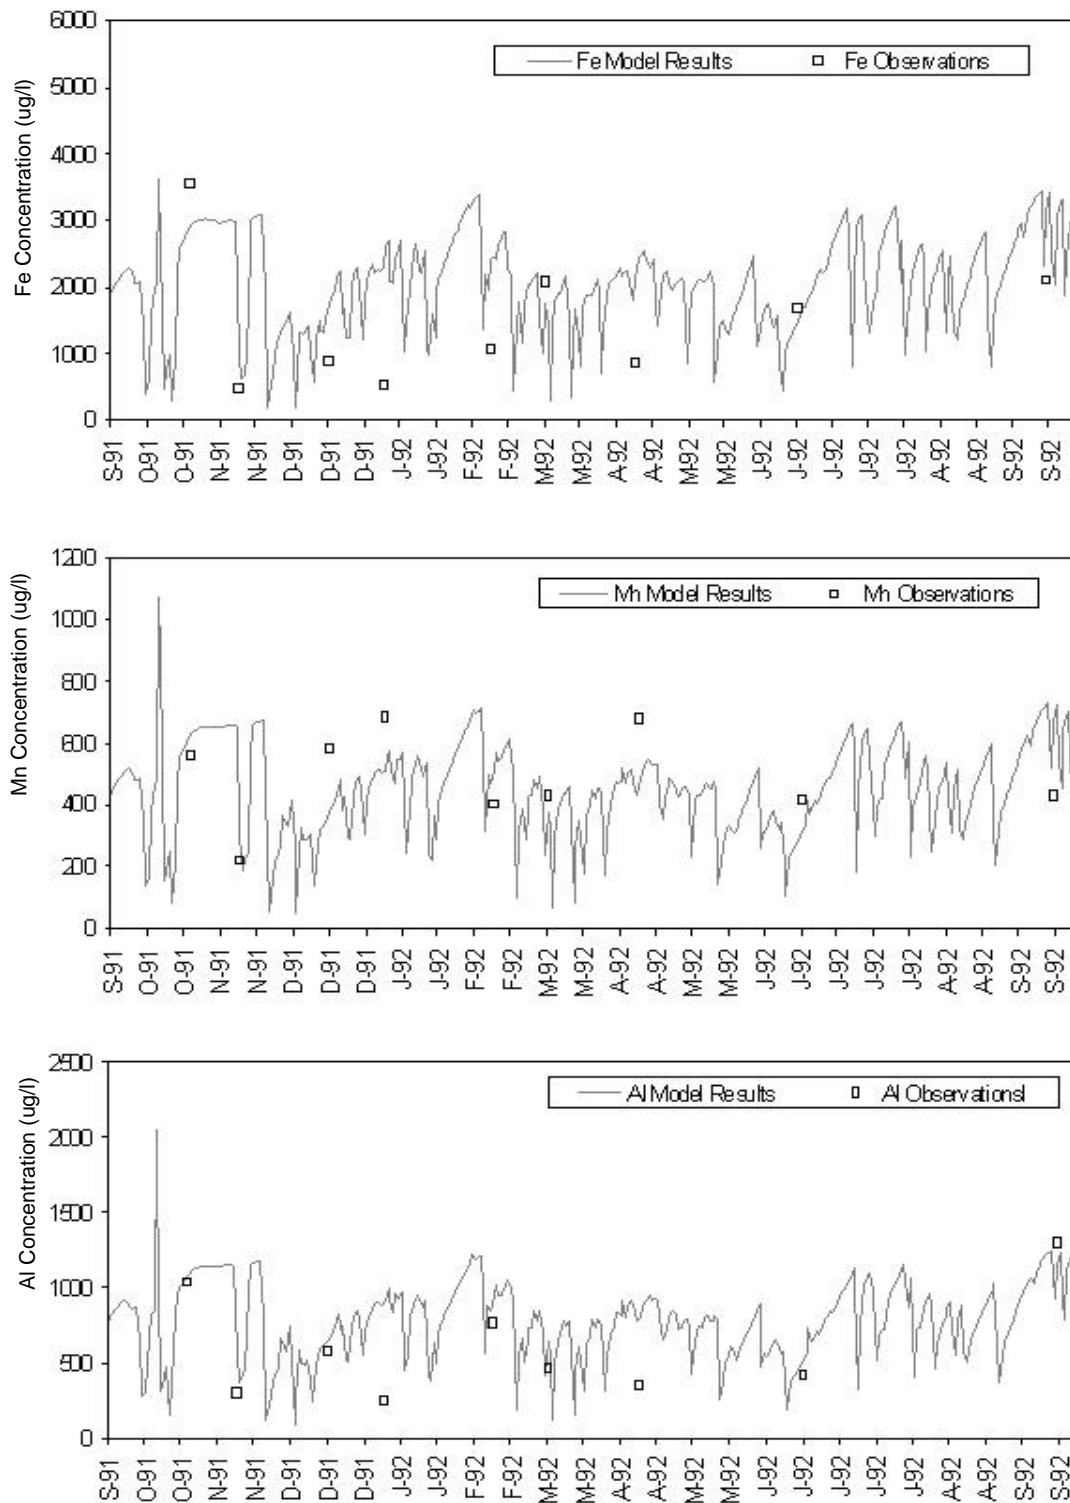 6000
Fe Model Results Fe Observations
5000
4000
3000
2000
1000
0
Fe Concentration (ug/l)
S-91 O-91 O-91 N-91 N-91 D-91 D-91 D-91 J-92 J-92 F-92 F-92 M-92 M-92 A-92 A-92 M-92 M-92 J-92 J-92 J-92 J-92 J-92 A-92 A-92 S-92 S-92
1200
Mn Model Results Mn Observations
1000
800
600
400
200
0
Mn Concentration (ug/l)
S-91 O-91 O-91 N-91 N-91 D-91 D-91 D-91 J-92 J-92 F-92 F-92 M-92 M-92 A-92 A-92 M-92 M-92 J-92 J-92 J-92 J-92 J-92 A-92 A-92 S-92 S-92
2500
Al Model Results Al Observationsl
2000
1500
1000
500
0
Al Concentration (ug/l)
S-91 O-91 O-91 N-91 N-91 D-91 D-91 D-91 J-92 J-92 F-92 F-92 M-92 M-92 A-92 A-92 M-92 M-92 J-92 J-92 J-92 J-92 J-92 A-92 A-92 S-92 S-92